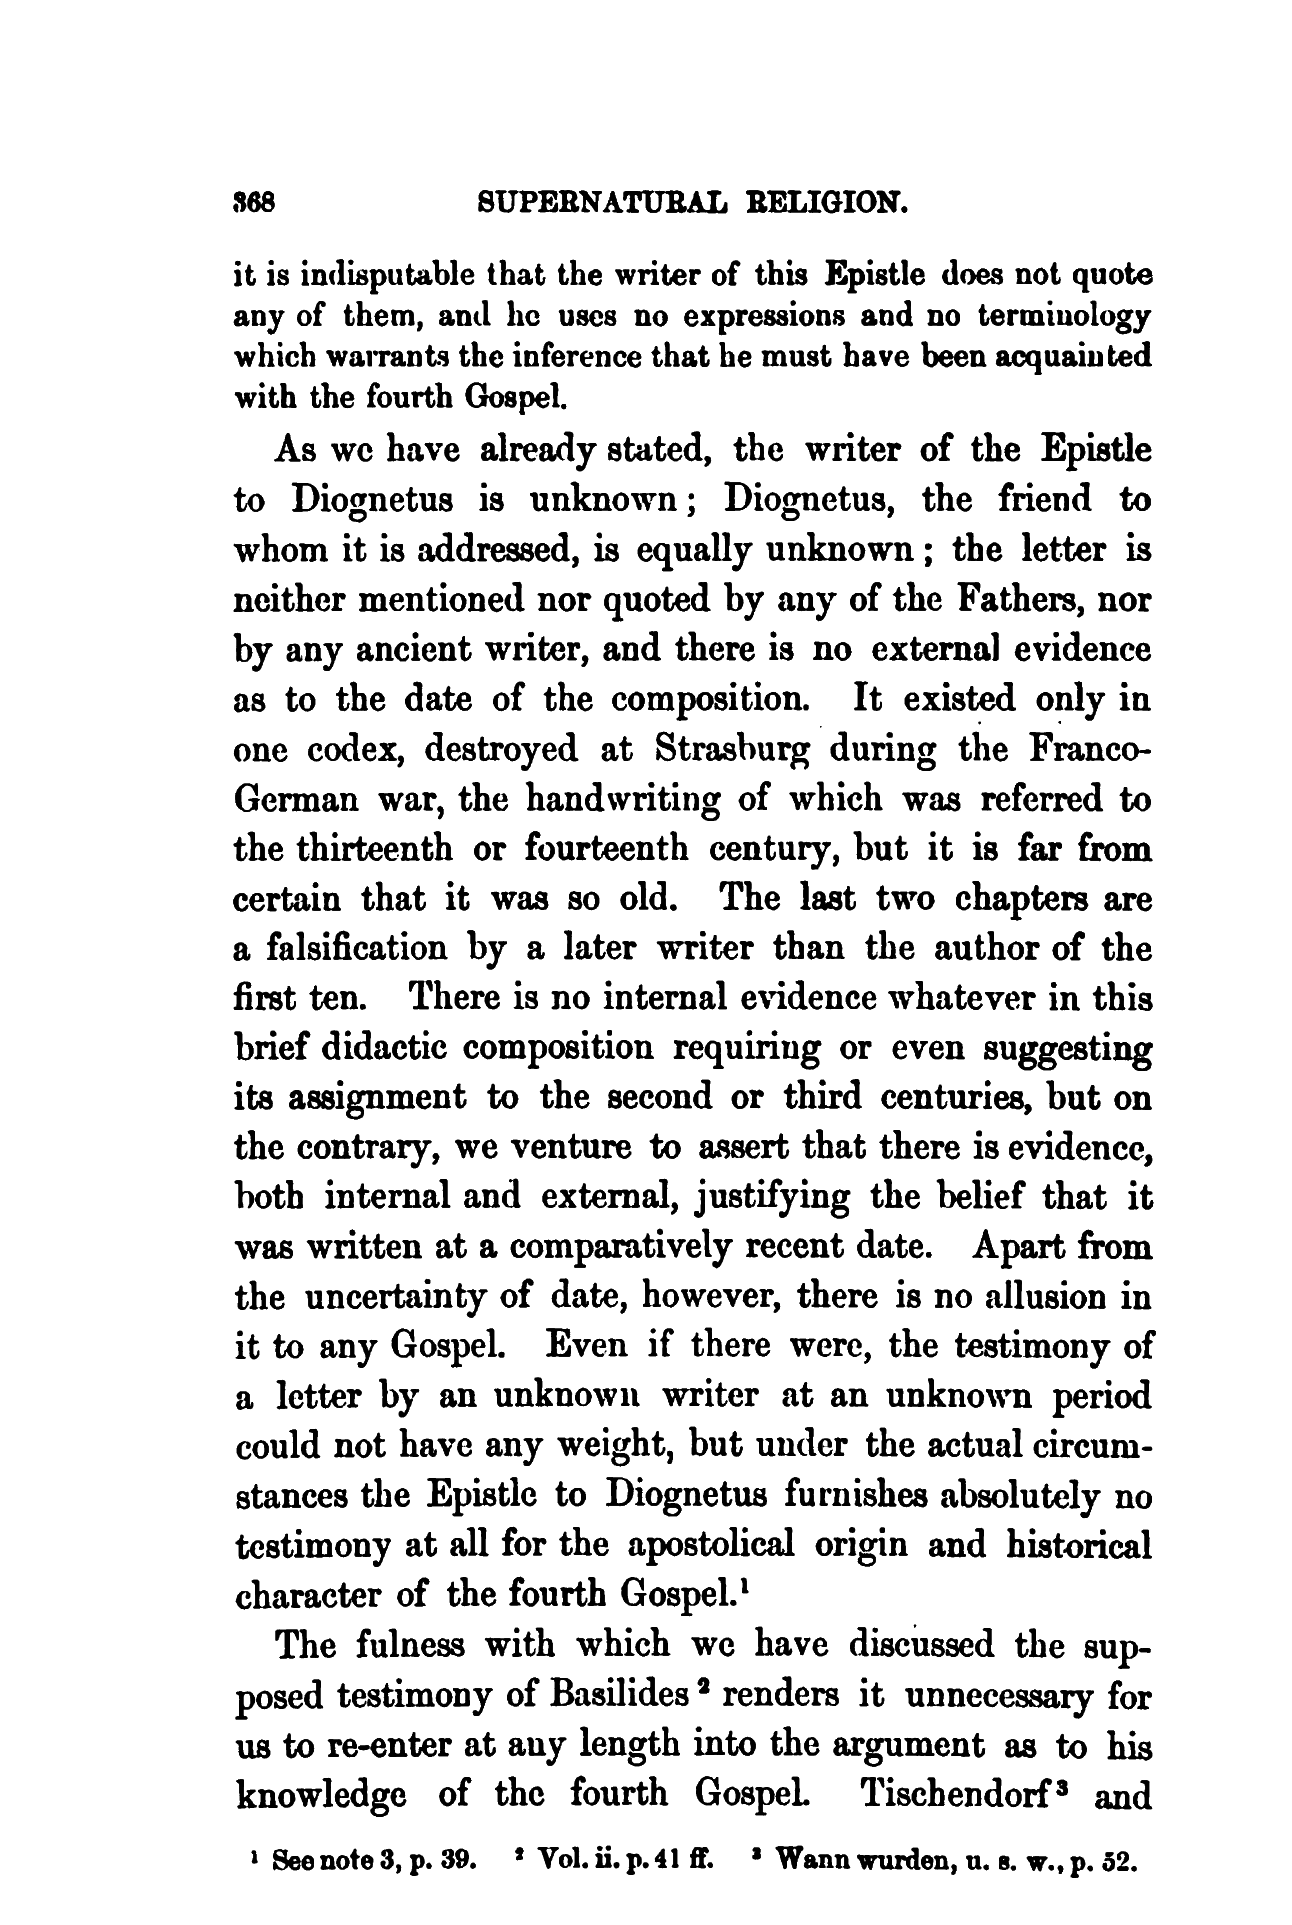 368 SUPERNATURAL RELIGION.
it is indisputable that the writer of this Epistle does not quote
any of them, and he uses no expressions and no terminology
which warrants the inference that he must have been acquainted
with the fourth Gospel.
As we have already stated, the writer of the Epistle
to Diognetus is unknown; Diognetus, the friend to
whom it is addressed, is equally unknown; the letter is
neither mentioned nor quoted by any of the Fathers, nor
by any ancient writer, and there is no external evidence
as to the date of the composition. It existed only in
one codex, destroyed at Strasburg during the Franco-
German war, the handwriting of which was referred to
the thirteenth or fourteenth century, but it is far from
certain that it was so old. The last two chapters are
a falsification by a later writer than the author of the
first ten. There is no internal evidence whatever in this
brief didactic composition requiring or even suggesting
its assignment to the second or third centuries, but on
the contrary, we venture to assert that there is evidence,
both internal and external, justifying the belief that it
was written at a comparatively recent date. Apart from
the uncertainty of date, however, there is no allusion in
it to any Gospel. Even if there were, the testimony of
a letter by an unknown writer at an unknown period
could not have any weight, but under the actual circum-
stances the Epistle to Diognetus furnishes absolutely no
testimony at all for the apostolical origin and historical
character of the fourth Gospel.¹
The fulness with which we have discussed the sup-
posed testimony of Basilides ² renders it unnecessary for
us to re-enter at any length into the argument as to his
knowledge of the fourth Gospel. Tischendorf³ and
¹ See note 3, p. 39. ² Vol. ii. p. 41 ff. ³ Wann wurden, u. s. w., p. 52.